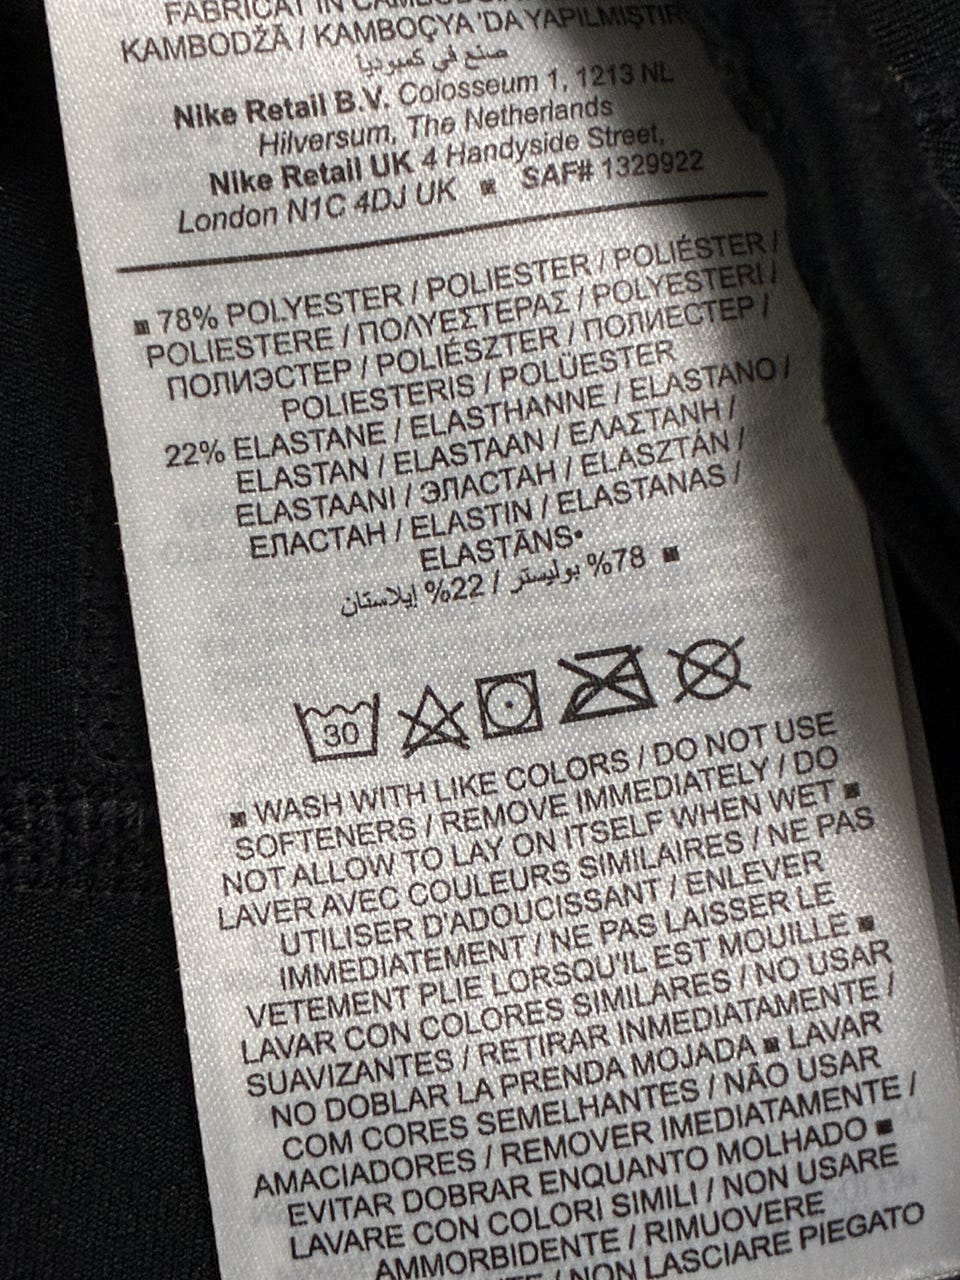 FABRICAT IN
KAMBODŽĀ / KAMBOÇYA 'DA YAPILMIŞTIR
صنع في كمبوديا
Nike Retail B.V. Colosseum 1, 1213 NL
Hilversum, The Netherlands
Nike Retail UK 4 Handyside Street,
London N1C 4DJ UK ■ SAF# 1329922
■ 78% POLYESTER / POLIESTER / POLIÉSTER /
POLIESTERE / ΠΟΛΥΕΣΤΕΡΑΣ / POLYESTERI /
ПОЛИЭСТЕР / POLIÉSZTER / ПОЛИЕСТЕР /
POLIESTERIS / POLÜESTER
22% ELASTANE / ELASTHANNE / ELASTANO /
ELASTAN / ELASTAAN / ΕΛΑΣΤΑΝΗ /
ELASTAANI / ЭЛАСТАН / ELASZTÁN /
ЕЛАСТАН / ELASTIN / ELASTANAS /
ELASTĀNS•
78% بوليستر / 22% إيلاستان ■
30
■ WASH WITH LIKE COLORS / DO NOT USE
SOFTENERS / REMOVE IMMEDIATELY / DO
NOT ALLOW TO LAY ON ITSELF WHEN WET ■
LAVER AVEC COULEURS SIMILAIRES / NE PAS
UTILISER D'ADOUCISSANT / ENLEVER
IMMEDIATEMENT / NE PAS LAISSER LE
VETEMENT PLIE LORSQU'IL EST MOUILLE ■
LAVAR CON COLORES SIMILARES / NO USAR
SUAVIZANTES / RETIRAR INMEDIATAMENTE /
NO DOBLAR LA PRENDA MOJADA ■ LAVAR
COM CORES SEMELHANTES / NÃO USAR
AMACIADORES / REMOVER IMEDIATAMENTE /
EVITAR DOBRAR ENQUANTO MOLHADO ■
LAVARE CON COLORI SIMILI / NON USARE
AMMORBIDENTE / RIMUOVERE
/ NON LASCIARE PIEGATO